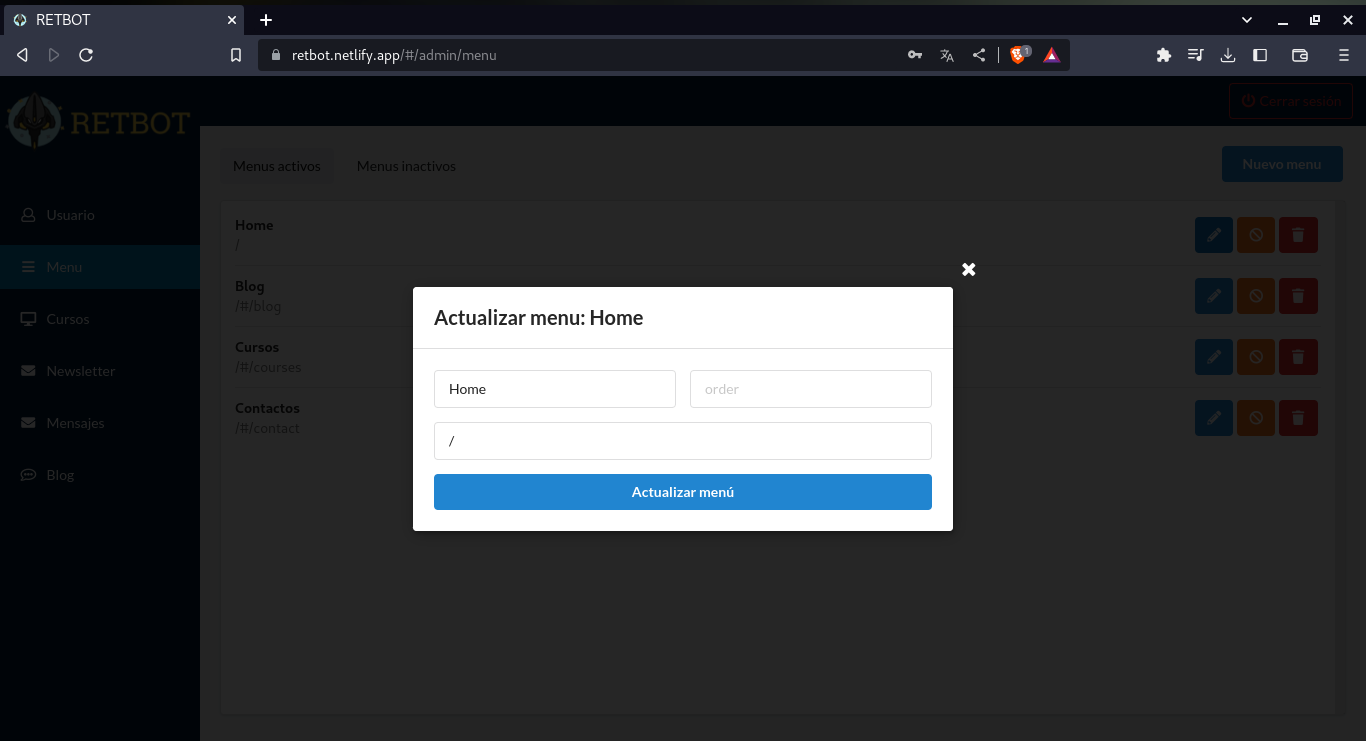 RETBOT
retbot.netlify.app/#/admin/menu
1
RETBOT
Cerrar sesión
Menus activos
Menus inactivos
Nuevo menu
Usuario
Menu
Cursos
Newsletter
Mensajes
Blog
Home
/
Blog
/#/blog
Cursos
/#/courses
Contactos
/#/contact
Actualizar menu: Home
Home
order
/
Actualizar menú